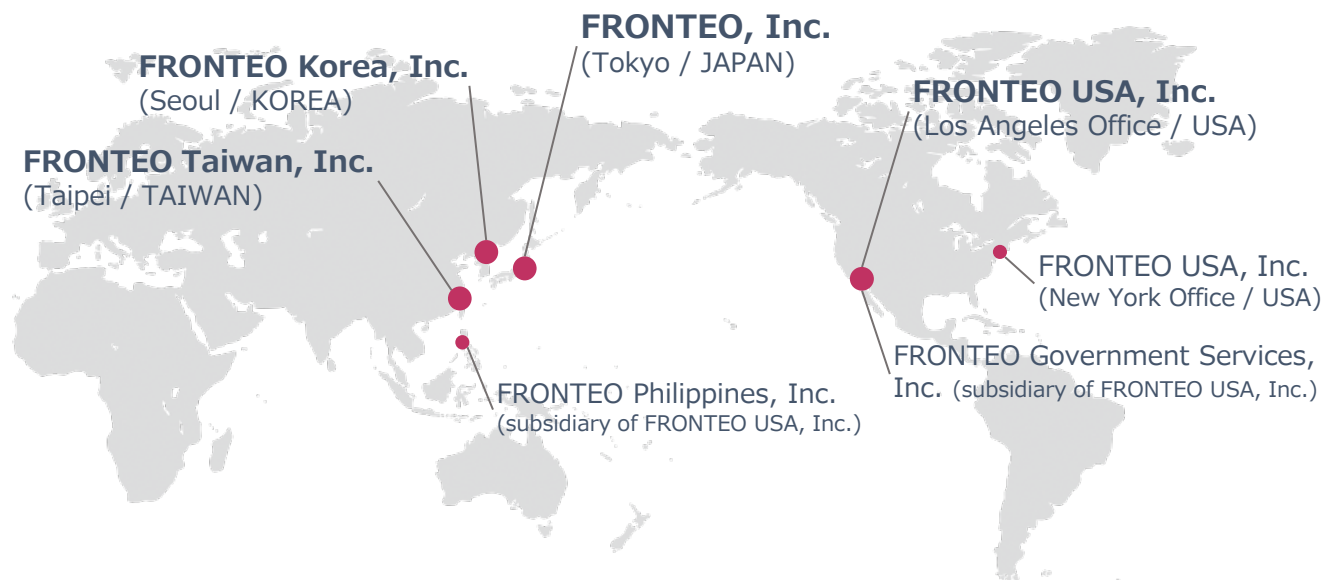 FRONTEO, Inc.
(Tokyo / JAPAN)
FRONTEO Korea, Inc.
(Seoul / KOREA)
FRONTEO USA, Inc.
(Los Angeles Office / USA)
FRONTEO Taiwan, Inc.
(Taipei / TAIWAN)
FRONTEO USA, Inc.
(New York Office / USA)
FRONTEO Government Services,
Inc. (subsidiary of FRONTEO USA, Inc.)
FRONTEO Philippines, Inc.
(subsidiary of FRONTEO USA, Inc.)